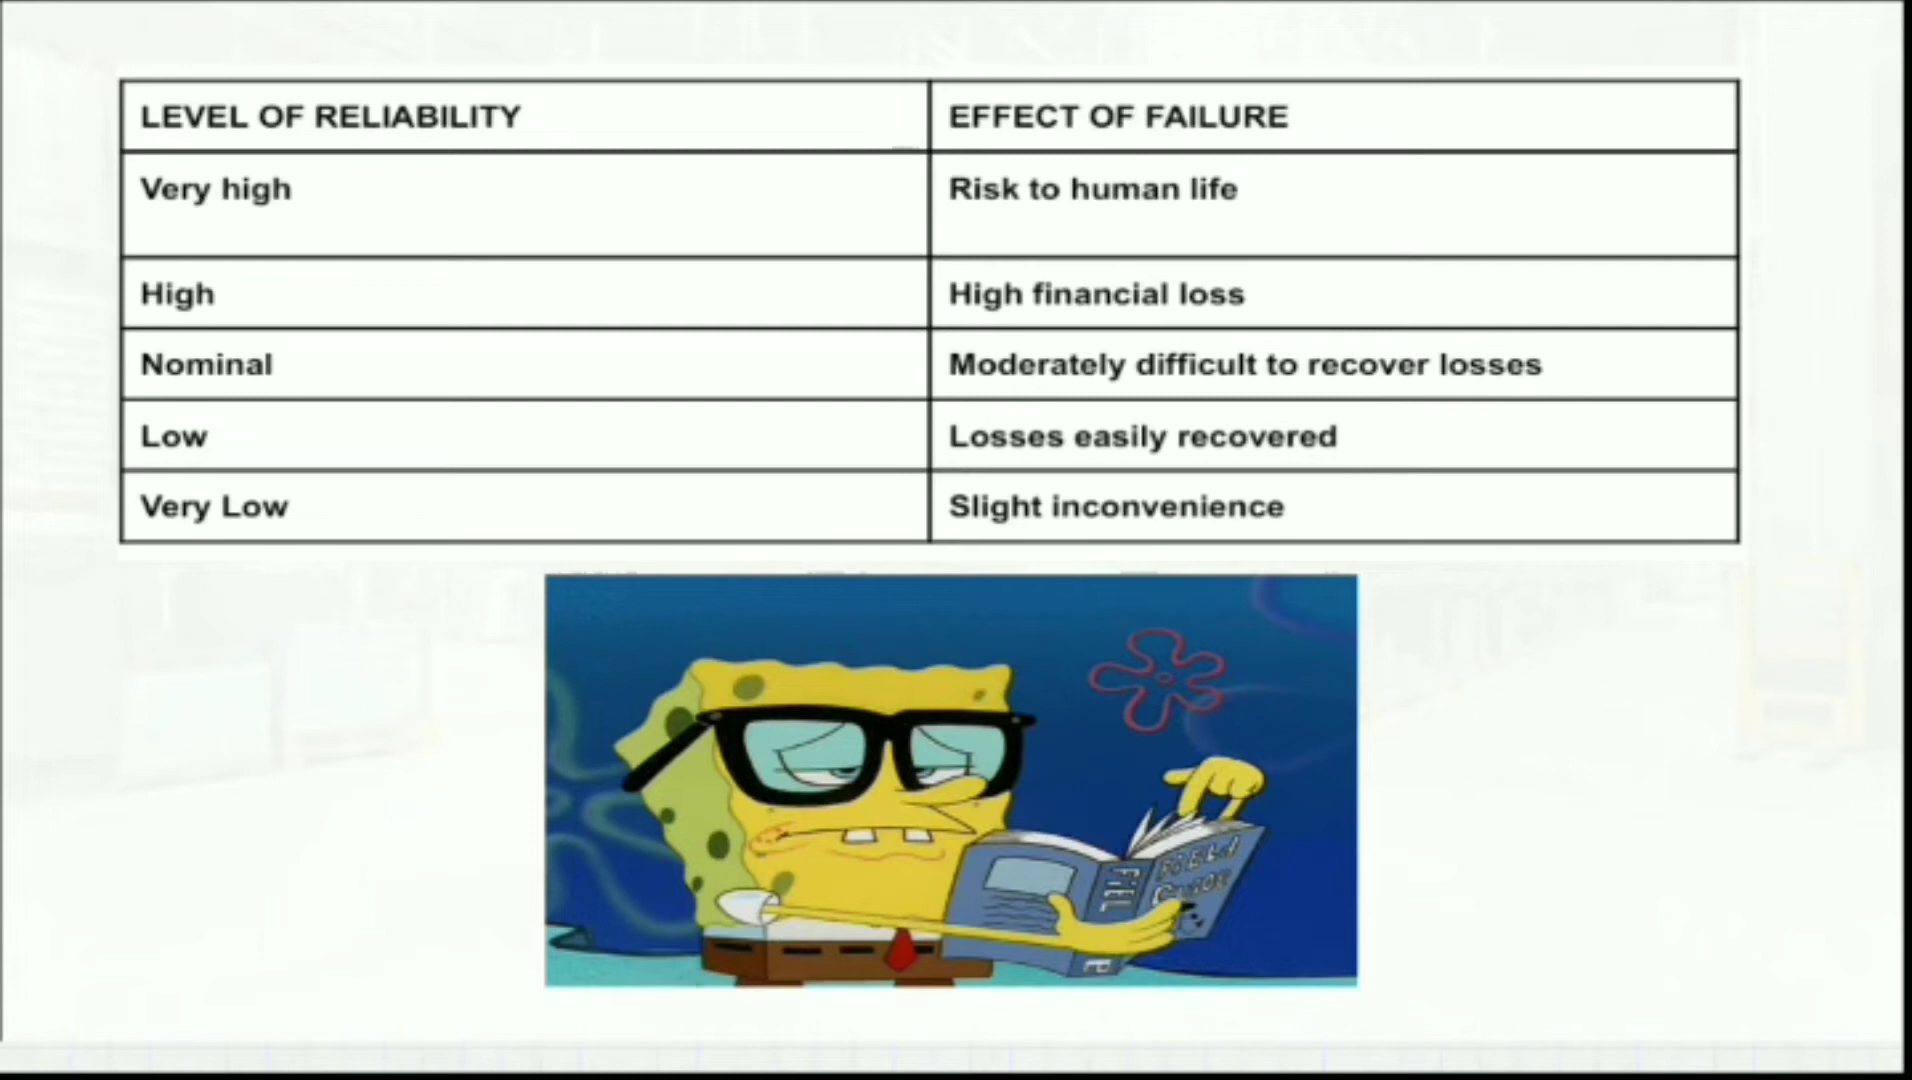 LEVEL OF RELIABILITY EFFECT OF FAILURE
Very high Risk to human life
High High financial loss
Nominal Moderately difficult to recover losses
Low Losses easily recovered
Very Low Slight inconvenience
FIELD